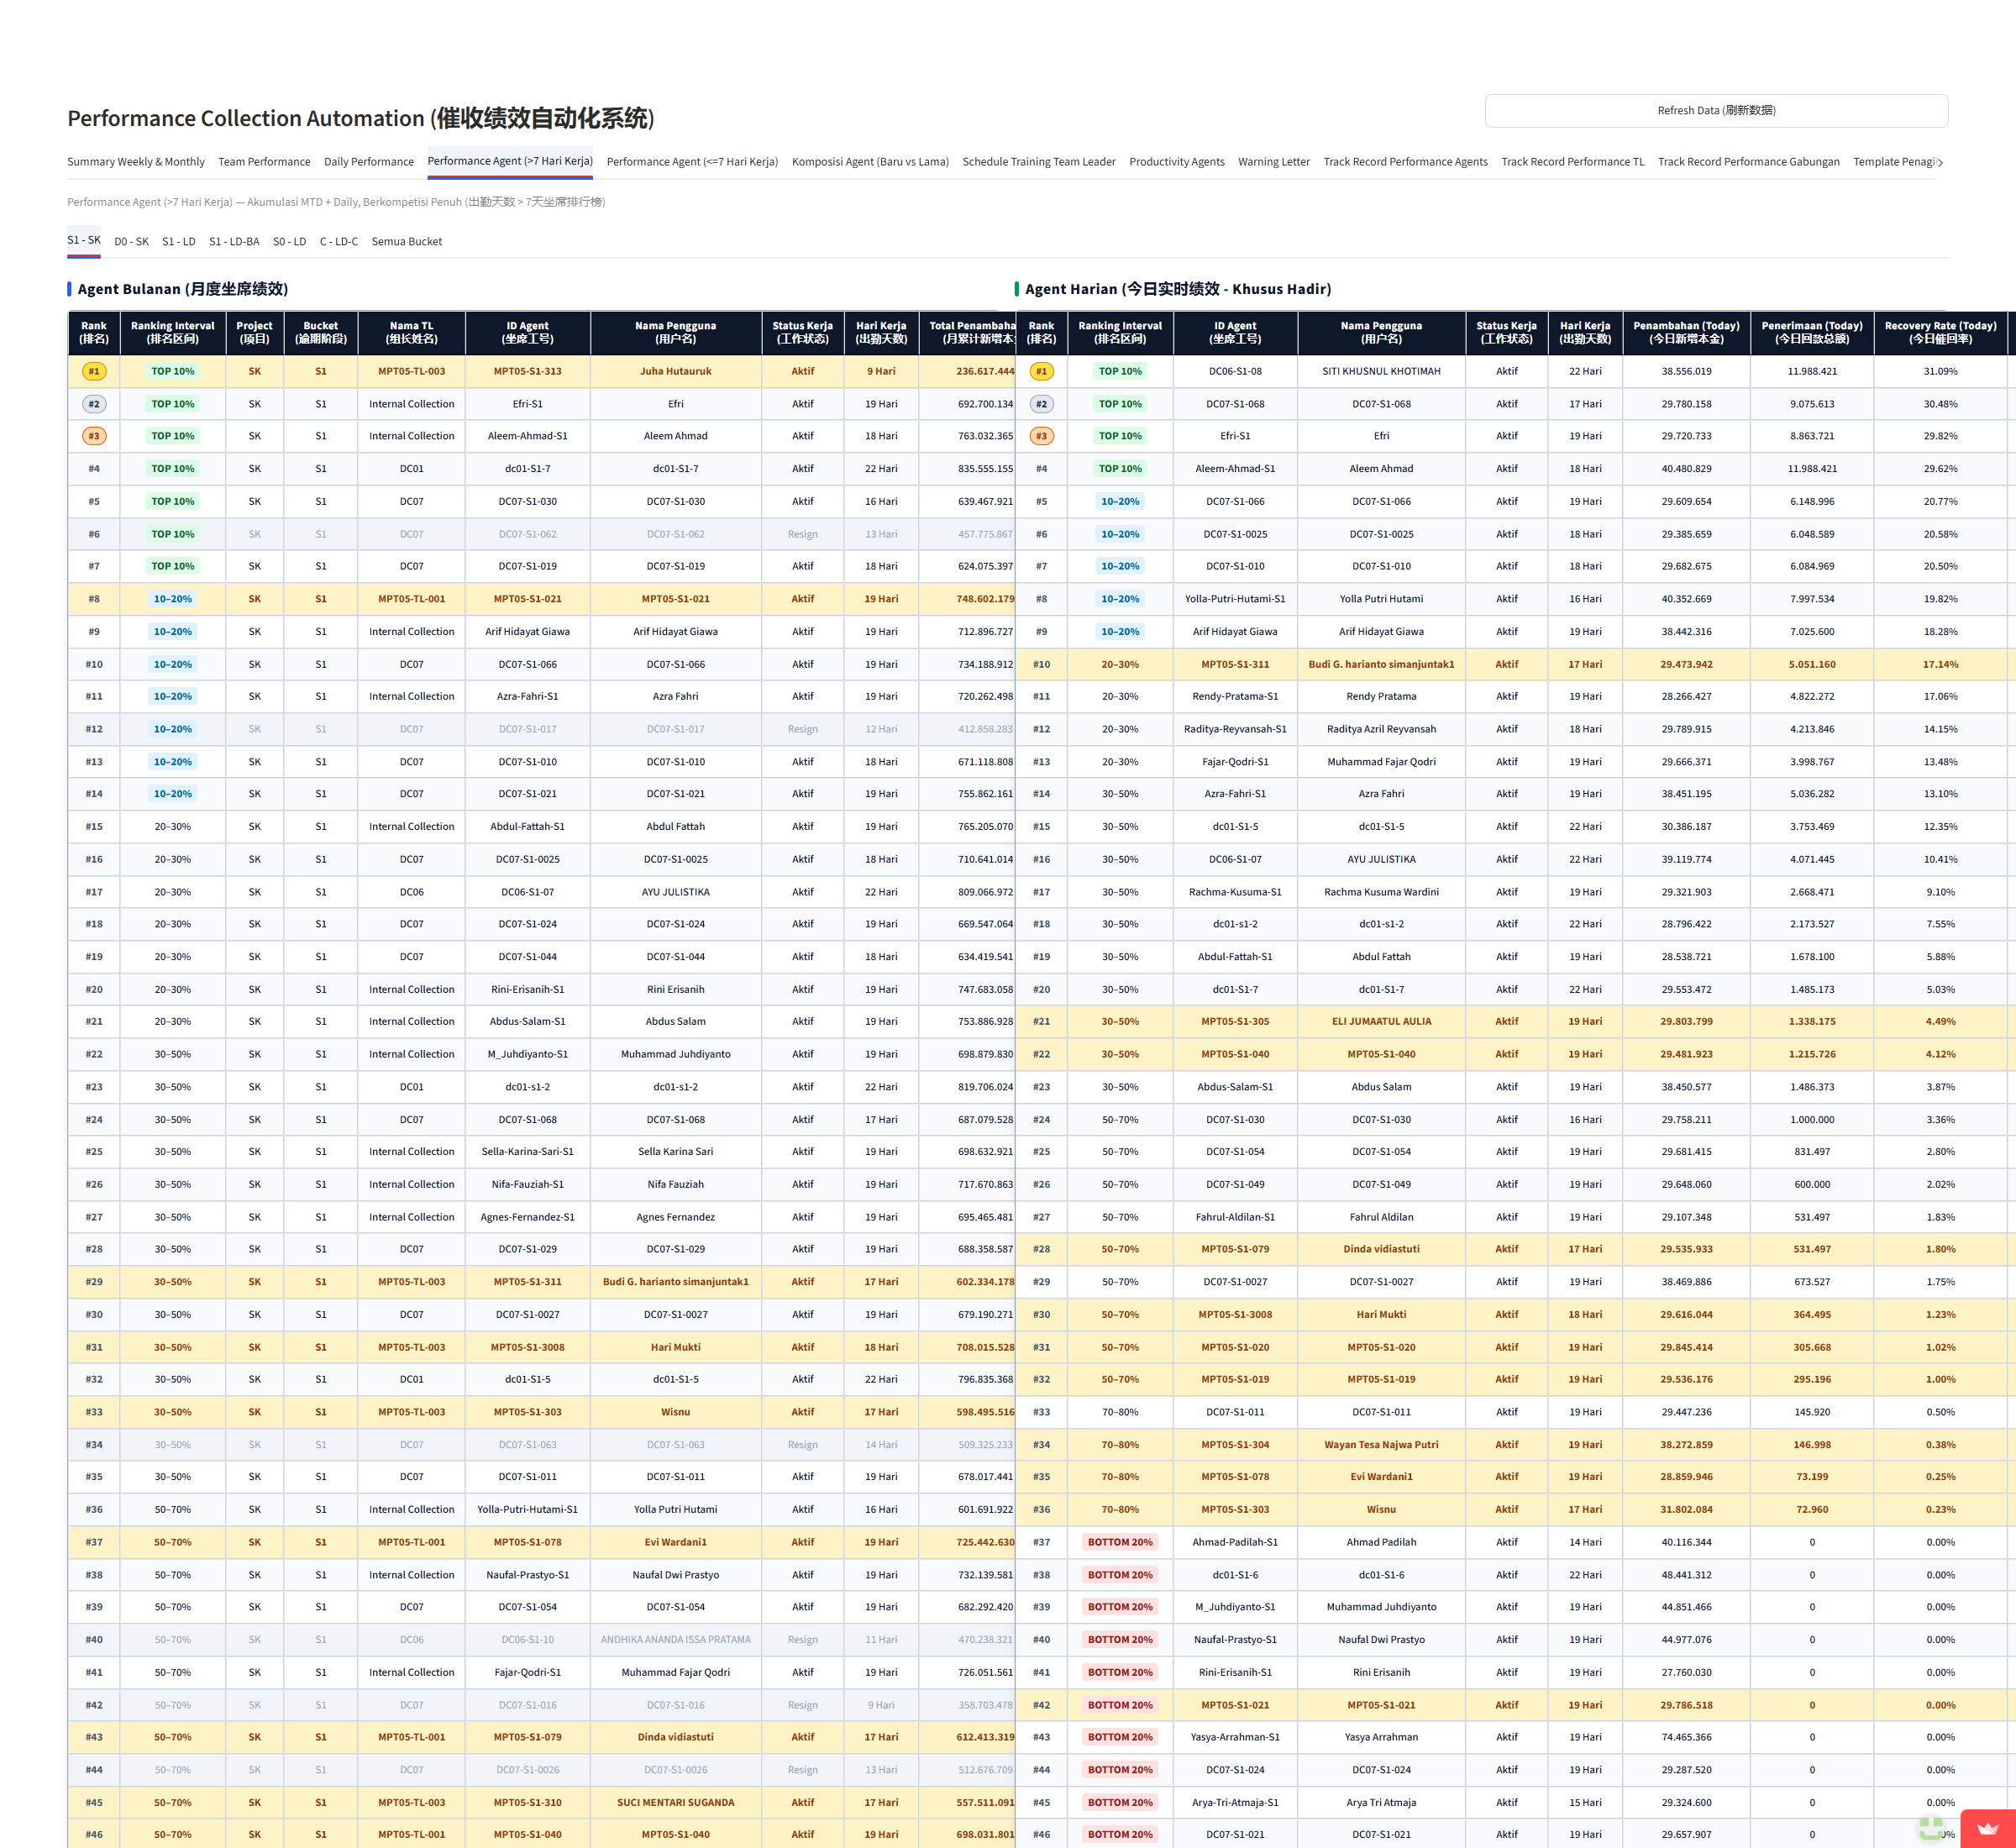 Performance Collection Automation (催收绩效自动化系统)
Refresh Data (刷新数据)
Summary Weekly & Monthly Team Performance Daily Performance Performance Agent (>7 Hari Kerja) Performance Agent (<=7 Hari Kerja) Komposisi Agent (Baru vs Lama) Schedule Training Team Leader Productivity Agents Warning Letter Track Record Performance Agents Track Record Performance TL Track Record Performance Gabungan Template Penagi
Performance Agent (>7 Hari Kerja) — Akumulasi MTD + Daily, Berkompetisi Penuh (出勤天数 > 7天坐席排行榜)
S1 - SK D0 - SK S1 - LD S1 - LD-BA S0 - LD C - LD-C Semua Bucket
Agent Bulanan (月度坐席绩效)
Rank Ranking Interval Project Bucket Nama TL ID Agent Nama Pengguna Status Kerja Hari Kerja Total Penambaha
(排名) (排名区间) (项目) (逾期阶段) (组长姓名) (坐席工号) (用户名) (工作状态) (出勤天数) (月累计新增本
#1 TOP 10% SK S1 MPT05-TL-003 MPT05-S1-313 Juha Hutauruk Aktif 9 Hari 236.617.444
#2 TOP 10% SK S1 Internal Collection Efri-S1 Efri Aktif 19 Hari 692.700.134
#3 TOP 10% SK S1 Internal Collection Aleem-Ahmad-S1 Aleem Ahmad Aktif 18 Hari 763.032.365
#4 TOP 10% SK S1 DC01 dc01-S1-7 dc01-S1-7 Aktif 22 Hari 835.555.155
#5 TOP 10% SK S1 DC07 DC07-S1-030 DC07-S1-030 Aktif 16 Hari 639.467.921
#6 TOP 10% SK S1 DC07 DC07-S1-062 DC07-S1-062 Resign 13 Hari 457.775.867
#7 TOP 10% SK S1 DC07 DC07-S1-019 DC07-S1-019 Aktif 18 Hari 624.075.397
#8 10–20% SK S1 MPT05-TL-001 MPT05-S1-021 MPT05-S1-021 Aktif 19 Hari 748.602.179
#9 10–20% SK S1 Internal Collection Arif Hidayat Giawa Arif Hidayat Giawa Aktif 19 Hari 712.896.727
#10 10–20% SK S1 DC07 DC07-S1-066 DC07-S1-066 Aktif 19 Hari 734.188.912
#11 10–20% SK S1 Internal Collection Azra-Fahri-S1 Azra Fahri Aktif 19 Hari 720.262.498
#12 10–20% SK S1 DC07 DC07-S1-017 DC07-S1-017 Resign 12 Hari 412.858.283
#13 10–20% SK S1 DC07 DC07-S1-010 DC07-S1-010 Aktif 18 Hari 671.118.808
#14 10–20% SK S1 DC07 DC07-S1-021 DC07-S1-021 Aktif 19 Hari 755.862.161
#15 20–30% SK S1 Internal Collection Abdul-Fattah-S1 Abdul Fattah Aktif 19 Hari 765.205.070
#16 20–30% SK S1 DC07 DC07-S1-0025 DC07-S1-0025 Aktif 18 Hari 710.641.014
#17 20–30% SK S1 DC06 DC06-S1-07 AYU JULISTIKA Aktif 22 Hari 809.066.972
#18 20–30% SK S1 DC07 DC07-S1-024 DC07-S1-024 Aktif 19 Hari 669.547.064
#19 20–30% SK S1 DC07 DC07-S1-044 DC07-S1-044 Aktif 18 Hari 634.419.541
#20 20–30% SK S1 Internal Collection Rini-Erisanih-S1 Rini Erisanih Aktif 19 Hari 747.683.058
#21 20–30% SK S1 Internal Collection Abdus-Salam-S1 Abdus Salam Aktif 19 Hari 753.886.928
#22 30–50% SK S1 Internal Collection M_Juhdiyanto-S1 Muhammad Juhdiyanto Aktif 19 Hari 698.879.830
#23 30–50% SK S1 DC01 dc01-s1-2 dc01-s1-2 Aktif 22 Hari 819.706.024
#24 30–50% SK S1 DC07 DC07-S1-068 DC07-S1-068 Aktif 17 Hari 687.079.528
#25 30–50% SK S1 Internal Collection Sella-Karina-Sari-S1 Sella Karina Sari Aktif 19 Hari 698.632.921
#26 30–50% SK S1 Internal Collection Nifa-Fauziah-S1 Nifa Fauziah Aktif 19 Hari 717.670.863
#27 30–50% SK S1 Internal Collection Agnes-Fernandez-S1 Agnes Fernandez Aktif 19 Hari 695.465.481
#28 30–50% SK S1 DC07 DC07-S1-029 DC07-S1-029 Aktif 19 Hari 688.358.587
#29 30–50% SK S1 MPT05-TL-003 MPT05-S1-311 Budi G. harianto simanjuntak1 Aktif 17 Hari 602.334.178
#30 30–50% SK S1 DC07 DC07-S1-0027 DC07-S1-0027 Aktif 19 Hari 679.190.271
#31 30–50% SK S1 MPT05-TL-003 MPT05-S1-3008 Hari Mukti Aktif 18 Hari 708.015.528
#32 30–50% SK S1 DC01 dc01-S1-5 dc01-S1-5 Aktif 22 Hari 796.835.368
#33 30–50% SK S1 MPT05-TL-003 MPT05-S1-303 Wisnu Aktif 17 Hari 598.495.516
#34 30–50% SK S1 DC07 DC07-S1-063 DC07-S1-063 Resign 14 Hari 509.325.233
#35 30–50% SK S1 DC07 DC07-S1-011 DC07-S1-011 Aktif 19 Hari 678.017.441
#36 50–70% SK S1 Internal Collection Yolla-Putri-Hutami-S1 Yolla Putri Hutami Aktif 16 Hari 601.691.922
#37 50–70% SK S1 MPT05-TL-001 MPT05-S1-078 Evi Wardani1 Aktif 19 Hari 725.442.630
#38 50–70% SK S1 Internal Collection Naufal-Prastyo-S1 Naufal Dwi Prastyo Aktif 19 Hari 732.139.581
#39 50–70% SK S1 DC07 DC07-S1-054 DC07-S1-054 Aktif 19 Hari 682.292.420
#40 50–70% SK S1 DC06 DC06-S1-10 ANDHIKA ANANDA ISSA PRATAMA Resign 11 Hari 470.238.321
#41 50–70% SK S1 Internal Collection Fajar-Qodri-S1 Muhammad Fajar Qodri Aktif 19 Hari 726.051.561
#42 50–70% SK S1 DC07 DC07-S1-016 DC07-S1-016 Resign 9 Hari 358.703.478
#43 50–70% SK S1 MPT05-TL-001 MPT05-S1-079 Dinda vidiastuti Aktif 17 Hari 612.413.319
#44 50–70% SK S1 DC07 DC07-S1-0026 DC07-S1-0026 Resign 13 Hari 512.676.709
#45 50–70% SK S1 MPT05-TL-003 MPT05-S1-310 SUCI MENTARI SUGANDA Aktif 17 Hari 557.511.091
#46 50–70% SK S1 MPT05-TL-001 MPT05-S1-040 MPT05-S1-040 Aktif 19 Hari 698.031.801
Agent Harian (今日实时绩效 - Khusus Hadir)
Rank Ranking Interval ID Agent Nama Pengguna Status Kerja Hari Kerja Penambahan (Today) Penerimaan (Today) Recovery Rate (Today)
(排名) (排名区间) (坐席工号) (用户名) (工作状态) (出勤天数) (今日新增本金) (今日回款总额) (今日催回率)
#1 TOP 10% DC06-S1-08 SITI KHUSNUL KHOTIMAH Aktif 22 Hari 38.556.019 11.988.421 31.09%
#2 TOP 10% DC07-S1-068 DC07-S1-068 Aktif 17 Hari 29.780.158 9.075.613 30.48%
#3 TOP 10% Efri-S1 Efri Aktif 19 Hari 29.720.733 8.863.721 29.82%
#4 TOP 10% Aleem-Ahmad-S1 Aleem Ahmad Aktif 18 Hari 40.480.829 11.988.421 29.62%
#5 10–20% DC07-S1-066 DC07-S1-066 Aktif 19 Hari 29.609.654 6.148.996 20.77%
#6 10–20% DC07-S1-0025 DC07-S1-0025 Aktif 18 Hari 29.385.659 6.048.589 20.58%
#7 10–20% DC07-S1-010 DC07-S1-010 Aktif 18 Hari 29.682.675 6.084.969 20.50%
#8 10–20% Yolla-Putri-Hutami-S1 Yolla Putri Hutami Aktif 16 Hari 40.352.669 7.997.534 19.82%
#9 10–20% Arif Hidayat Giawa Arif Hidayat Giawa Aktif 19 Hari 38.442.316 7.025.600 18.28%
#10 20–30% MPT05-S1-311 Budi G. harianto simanjuntak1 Aktif 17 Hari 29.473.942 5.051.160 17.14%
#11 20–30% Rendy-Pratama-S1 Rendy Pratama Aktif 19 Hari 28.266.427 4.822.272 17.06%
#12 20–30% Raditya-Reyvansah-S1 Raditya Azril Reyvansah Aktif 18 Hari 29.789.915 4.213.846 14.15%
#13 20–30% Fajar-Qodri-S1 Muhammad Fajar Qodri Aktif 19 Hari 29.666.371 3.998.767 13.48%
#14 30–50% Azra-Fahri-S1 Azra Fahri Aktif 19 Hari 38.451.195 5.036.282 13.10%
#15 30–50% dc01-S1-5 dc01-S1-5 Aktif 22 Hari 30.386.187 3.753.469 12.35%
#16 30–50% DC06-S1-07 AYU JULISTIKA Aktif 22 Hari 39.119.774 4.071.445 10.41%
#17 30–50% Rachma-Kusuma-S1 Rachma Kusuma Wardini Aktif 19 Hari 29.321.903 2.668.471 9.10%
#18 30–50% dc01-s1-2 dc01-s1-2 Aktif 22 Hari 28.796.422 2.173.527 7.55%
#19 30–50% Abdul-Fattah-S1 Abdul Fattah Aktif 19 Hari 28.538.721 1.678.100 5.88%
#20 30–50% dc01-S1-7 dc01-S1-7 Aktif 22 Hari 29.553.472 1.485.173 5.03%
#21 30–50% MPT05-S1-305 ELI JUMAATUL AULIA Aktif 19 Hari 29.803.799 1.338.175 4.49%
#22 30–50% MPT05-S1-040 MPT05-S1-040 Aktif 19 Hari 29.481.923 1.215.726 4.12%
#23 30–50% Abdus-Salam-S1 Abdus Salam Aktif 19 Hari 38.450.577 1.486.373 3.87%
#24 50–70% DC07-S1-030 DC07-S1-030 Aktif 16 Hari 29.758.211 1.000.000 3.36%
#25 50–70% DC07-S1-054 DC07-S1-054 Aktif 19 Hari 29.681.415 831.497 2.80%
#26 50–70% DC07-S1-049 DC07-S1-049 Aktif 19 Hari 29.648.060 600.000 2.02%
#27 50–70% Fahrul-Aldilan-S1 Fahrul Aldilan Aktif 19 Hari 29.107.348 531.497 1.83%
#28 50–70% MPT05-S1-079 Dinda vidiastuti Aktif 17 Hari 29.535.933 531.497 1.80%
#29 50–70% DC07-S1-0027 DC07-S1-0027 Aktif 19 Hari 38.469.886 673.527 1.75%
#30 50–70% MPT05-S1-3008 Hari Mukti Aktif 18 Hari 29.616.044 364.495 1.23%
#31 50–70% MPT05-S1-020 MPT05-S1-020 Aktif 19 Hari 29.845.414 305.668 1.02%
#32 50–70% MPT05-S1-019 MPT05-S1-019 Aktif 19 Hari 29.536.176 295.196 1.00%
#33 70–80% DC07-S1-011 DC07-S1-011 Aktif 19 Hari 29.447.236 145.920 0.50%
#34 70–80% MPT05-S1-304 Wayan Tesa Najwa Putri Aktif 19 Hari 38.272.859 146.998 0.38%
#35 70–80% MPT05-S1-078 Evi Wardani1 Aktif 19 Hari 28.859.946 73.199 0.25%
#36 70–80% MPT05-S1-303 Wisnu Aktif 17 Hari 31.802.084 72.960 0.23%
#37 BOTTOM 20% Ahmad-Padilah-S1 Ahmad Padilah Aktif 14 Hari 40.116.344 0 0.00%
#38 BOTTOM 20% dc01-S1-6 dc01-S1-6 Aktif 22 Hari 48.441.312 0 0.00%
#39 BOTTOM 20% M_Juhdiyanto-S1 Muhammad Juhdiyanto Aktif 19 Hari 44.851.466 0 0.00%
#40 BOTTOM 20% Naufal-Prastyo-S1 Naufal Dwi Prastyo Aktif 19 Hari 44.977.076 0 0.00%
#41 BOTTOM 20% Rini-Erisanih-S1 Rini Erisanih Aktif 19 Hari 27.760.030 0 0.00%
#42 BOTTOM 20% MPT05-S1-021 MPT05-S1-021 Aktif 19 Hari 29.786.518 0 0.00%
#43 BOTTOM 20% Yasya-Arrahman-S1 Yasya Arrahman Aktif 19 Hari 74.465.366 0 0.00%
#44 BOTTOM 20% DC07-S1-024 DC07-S1-024 Aktif 19 Hari 29.287.520 0 0.00%
#45 BOTTOM 20% Arya-Tri-Atmaja-S1 Arya Tri Atmaja Aktif 15 Hari 29.324.600 0 0.00%
#46 BOTTOM 20% DC07-S1-021 DC07-S1-021 Aktif 19 Hari 29.657.907 0